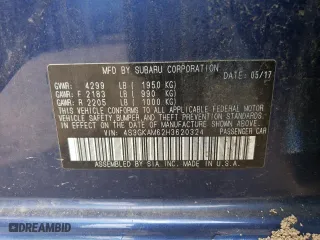 MFD BY SUBARU CORPORATION
DATE: 05/17
GVWR: 4299 LB (1950 KG)
GAWR: F 2183 LB (990 KG)
GAWR: R 2205 LB (1000 KG)
THIS VEHICLE CONFORMS TO ALL APPLICABLE
FEDERAL MOTOR VEHICLE SAFETY, BUMPER,
AND THEFT PREVENTION STANDARDS
IN EFFECT ON THE DATE OF MANUFACTURE
SHOWN ABOVE.
VIN: 4S3GKAM62H3620324 PASSENGER CAR
ASSEMBLED BY SIA, INC. MADE IN U.S.A.